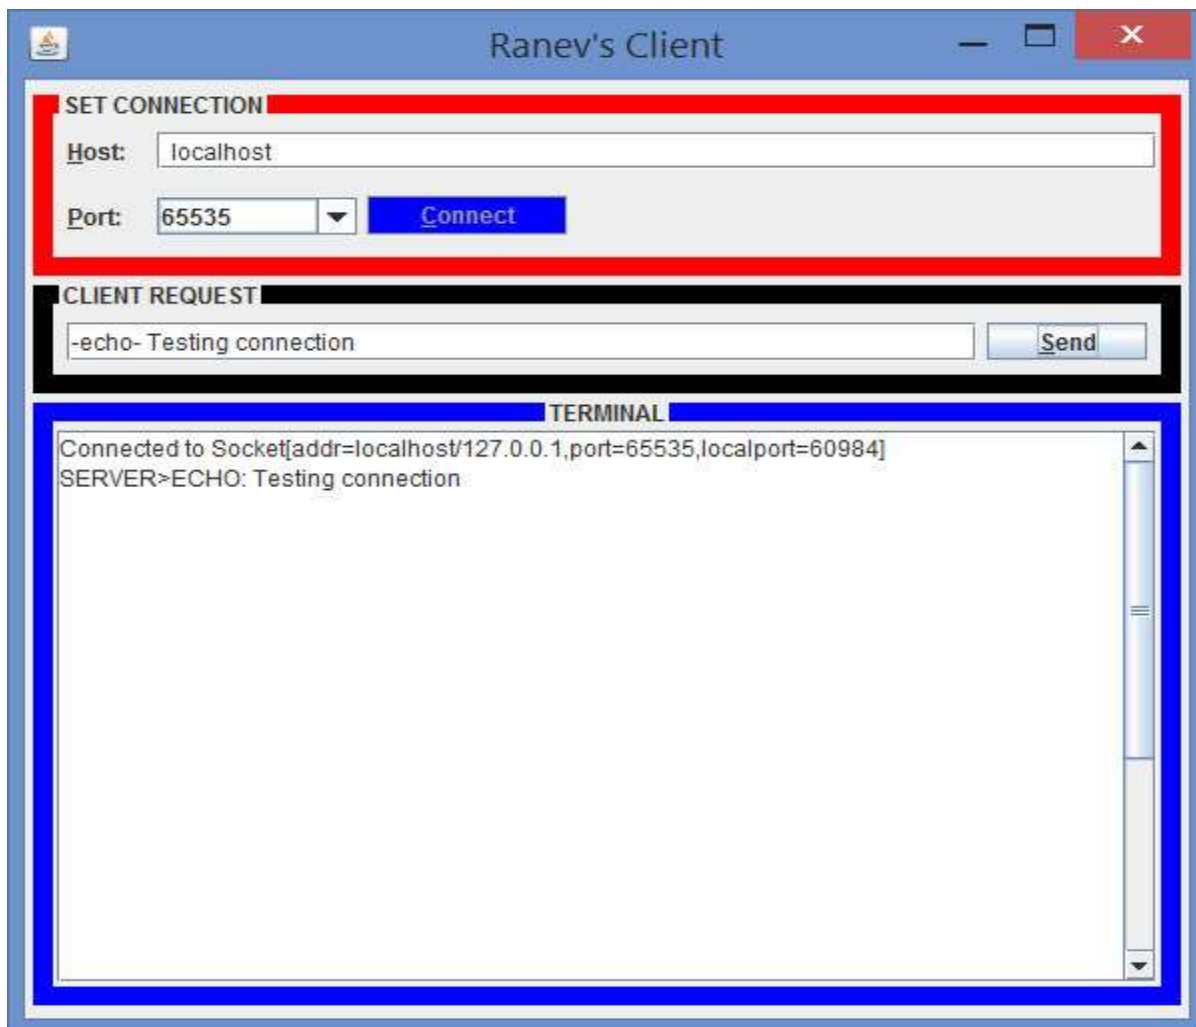 Ranev's Client
SET CONNECTION
Host: localhost
Port: 65535 Connect
CLIENT REQUEST
-echo- Testing connection Send
TERMINAL
Connected to Socket[addr=localhost/127.0.0.1,port=65535,localport=60984]
SERVER>ECHO: Testing connection